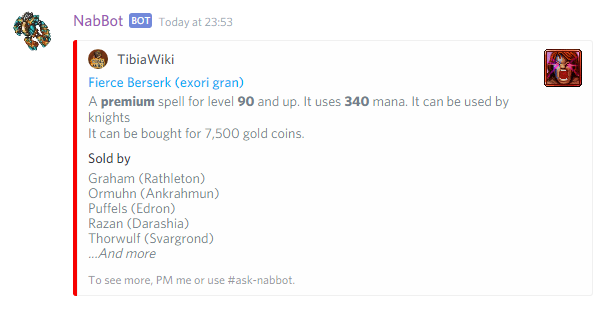 NabBot BOT Today at 23:53
TibiaWiki
Fierce Berserk (exori gran)
A premium spell for level 90 and up. It uses 340 mana. It can be used by
knights
It can be bought for 7,500 gold coins.
Sold by
Graham (Rathleton)
Ormuhn (Ankrahmun)
Puffels (Edron)
Razan (Darashia)
Thorwulf (Svargrond)
...And more
To see more, PM me or use #ask-nabbot.